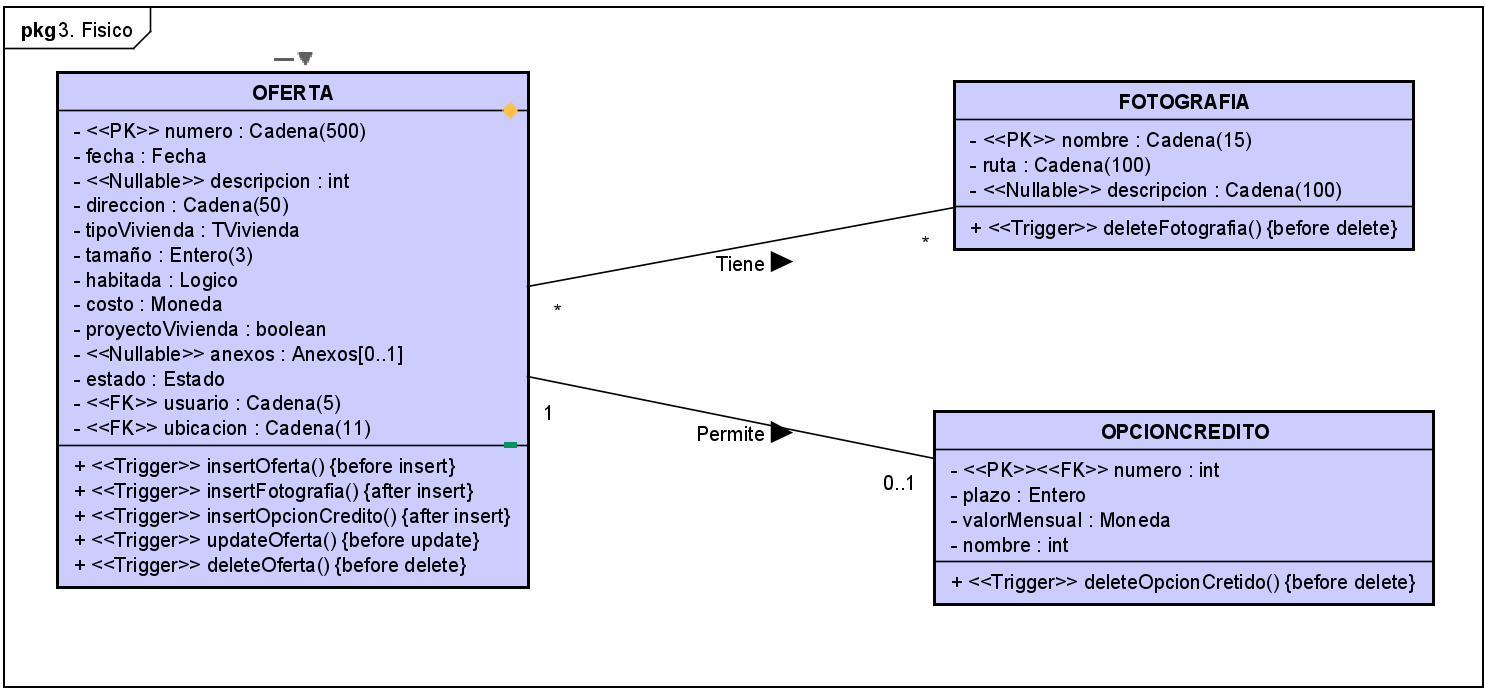 pkg 3. Fisico
OFERTA
- <<PK>> numero : Cadena(500)
- fecha : Fecha
- <<Nullable>> descripcion : int
- direccion : Cadena(50)
- tipoVivienda : TVivienda
- tamaño : Entero(3)
- habitada : Logico
- costo : Moneda
- proyectoVivienda : boolean
- <<Nullable>> anexos : Anexos[0..1]
- estado : Estado
- <<FK>> usuario : Cadena(5)
- <<FK>> ubicacion : Cadena(11)
+ <<Trigger>> insertOferta() {before insert}
+ <<Trigger>> insertFotografia() {after insert}
+ <<Trigger>> insertOpcionCredito() {after insert}
+ <<Trigger>> updateOferta() {before update}
+ <<Trigger>> deleteOferta() {before delete}
*
Tiene
*
FOTOGRAFIA
- <<PK>> nombre : Cadena(15)
- ruta : Cadena(100)
- <<Nullable>> descripcion : Cadena(100)
+ <<Trigger>> deleteFotografia() {before delete}
1
Permite
0..1
OPCIONCREDITO
- <<PK>><<FK>> numero : int
- plazo : Entero
- valorMensual : Moneda
- nombre : int
+ <<Trigger>> deleteOpcionCretido() {before delete}